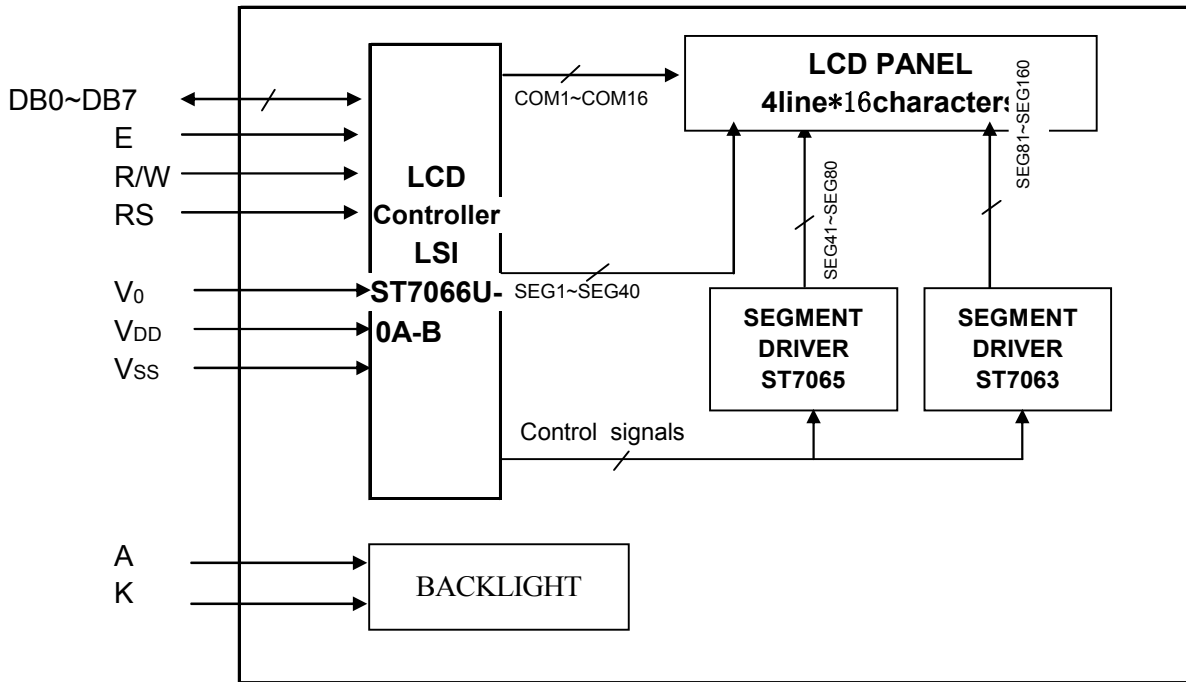 DB0~DB7
E
R/W
RS
V0
VDD
VSS
A
K
LCD
Controller
LSI
ST7066U-
0A-B
COM1~COM16
SEG1~SEG40
Control signals
LCD PANEL
4line*16characters
SEG41~SEG80
SEG81~SEG160
SEGMENT
DRIVER
ST7065
SEGMENT
DRIVER
ST7063
BACKLIGHT